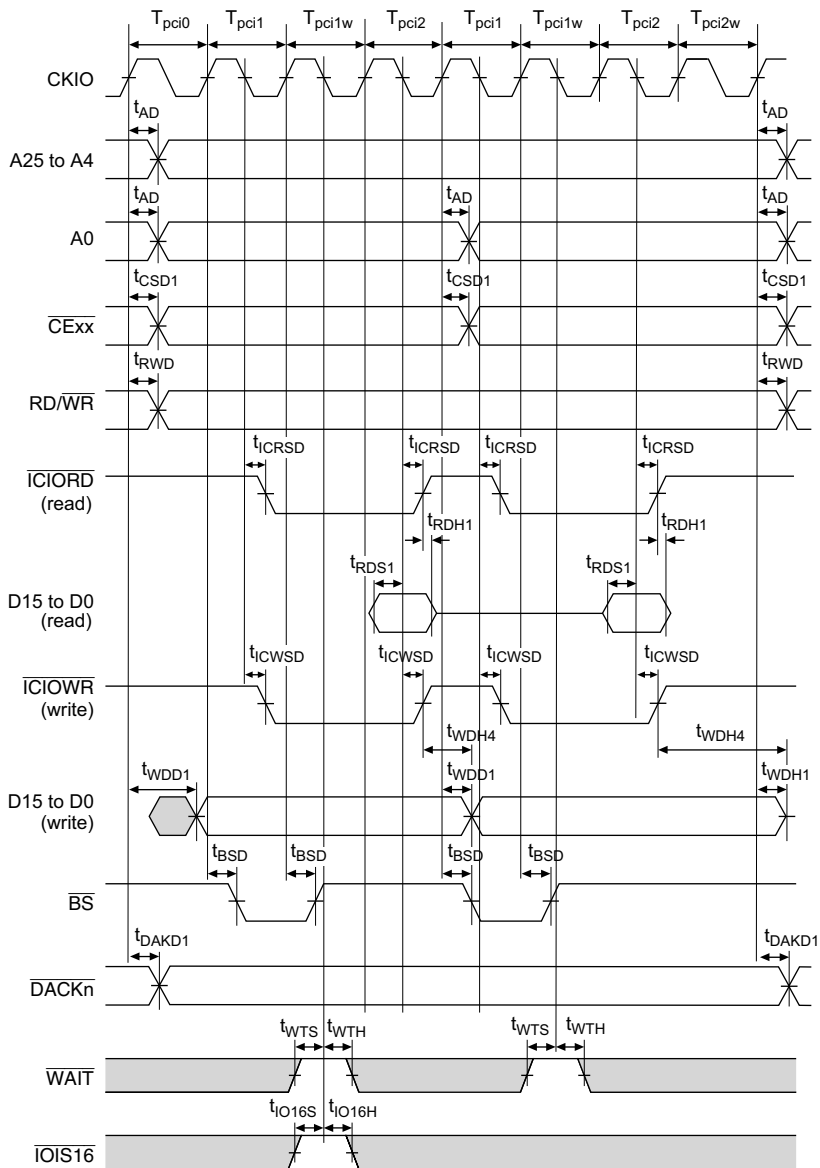 Tpci0 Tpci1 Tpci1w Tpci2 Tpci1 Tpci1w Tpci2 Tpci2w
CKIO
tAD tAD
A25 to A4
tAD tAD tAD
A0
tCSD1 tCSD1 tCSD1
CExx
tRWD tRWD
RD/WR
tICRSD tICRSD tICRSD tICRSD
ICIORD
(read)
tRDH1 tRDH1
tRDS1 tRDS1
D15 to D0
(read)
tICWSD tICWSD tICWSD tICWSD
ICIOWR
(write)
tWDH4 tWDH4
tWDD1 tWDD1 tWDH1
D15 to D0
(write)
tBSD tBSD tBSD tBSD
BS
tDAKD1 tDAKD1
DACKn
tWTS tWTH tWTS tWTH
WAIT
tIO16S tIO16H
IOIS16